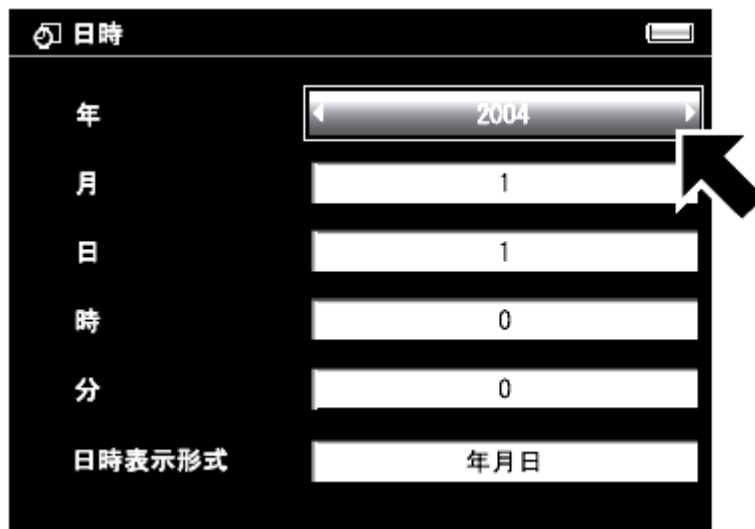 日時
年 2004
月 1
日 1
時 0
分 0
日時表示形式 年月日